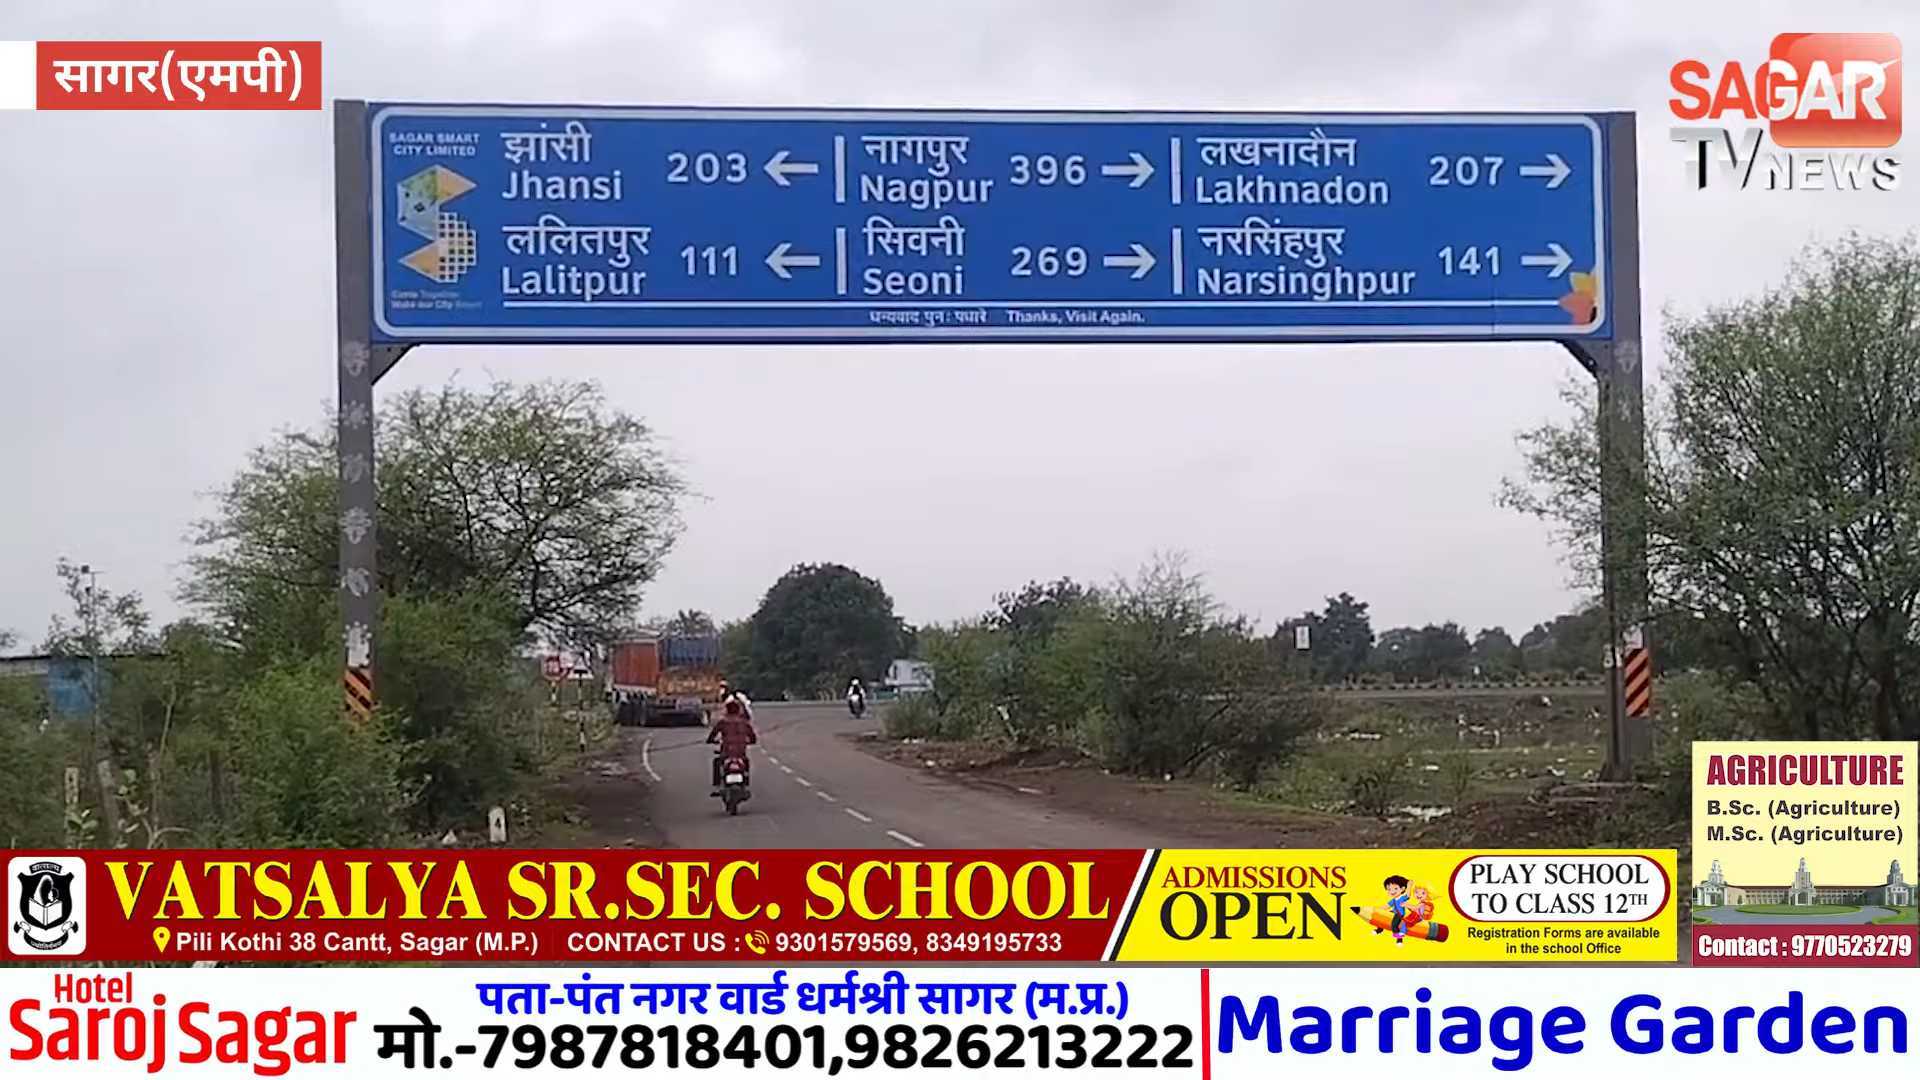 सागर(एमपी)
SAGAR
TV NEWS
SAGAR SMART
CITY LIMITED
झांसी
Jhansi
203
नागपुर
Nagpur
396
लखनादौन
Lakhnadon
207
ललितपुर
Lalitpur
111
सिवनी
Seoni
269
नरसिंहपुर
Narsinghpur
141
धन्यवाद पुनः पधारे Thanks, Visit Again.
4
AGRICULTURE
B.Sc. (Agriculture)
M.Sc. (Agriculture)
Contact : 9770523279
VATSALYA SR.SEC. SCHOOL
Pili Kothi 38 Cantt, Sagar (M.P.)
CONTACT US : 9301579569, 8349195733
ADMISSIONS
OPEN
PLAY SCHOOL
TO CLASS 12TH
Registration Forms are available
in the school Office
Hotel
Saroj Sagar
पता-पंत नगर वार्ड धर्मश्री सागर (म.प्र.)
मो.-7987818401,9826213222
Marriage Garden